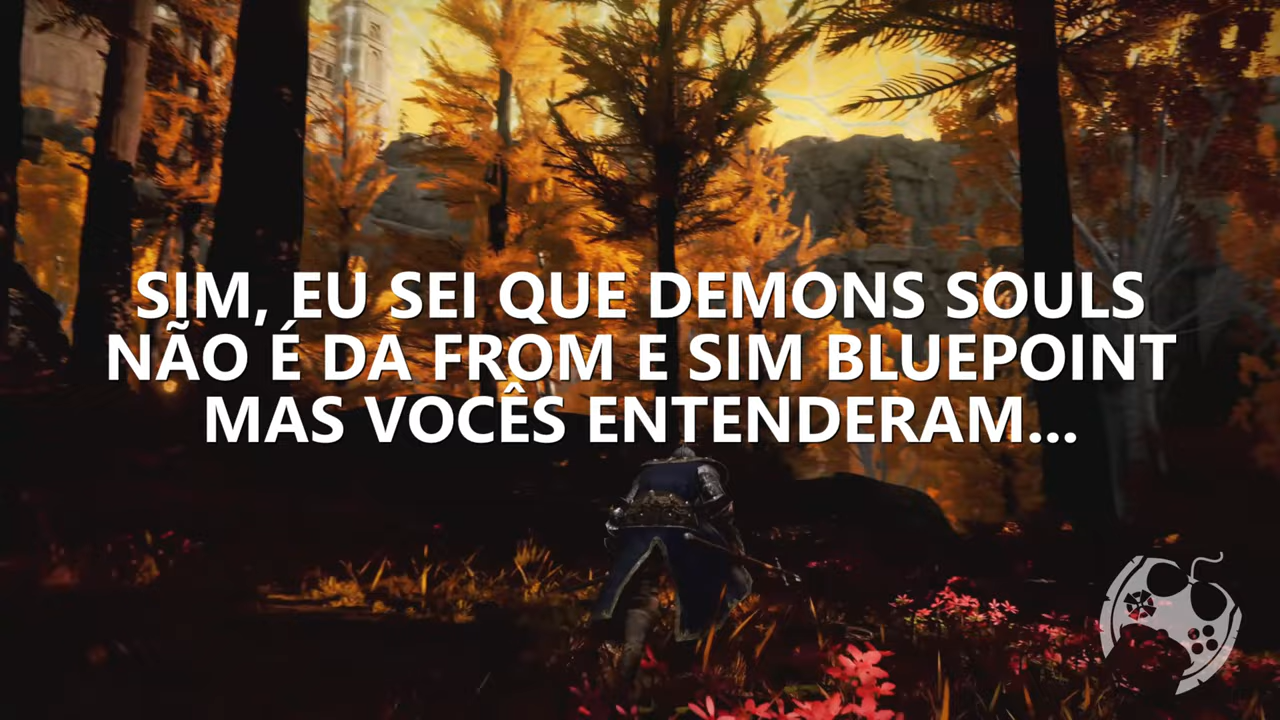 SIM, EU SEI QUE DEMONS SOULS
NÃO É DA FROM E SIM BLUEPOINT
MAS VOCÊS ENTENDERAM...